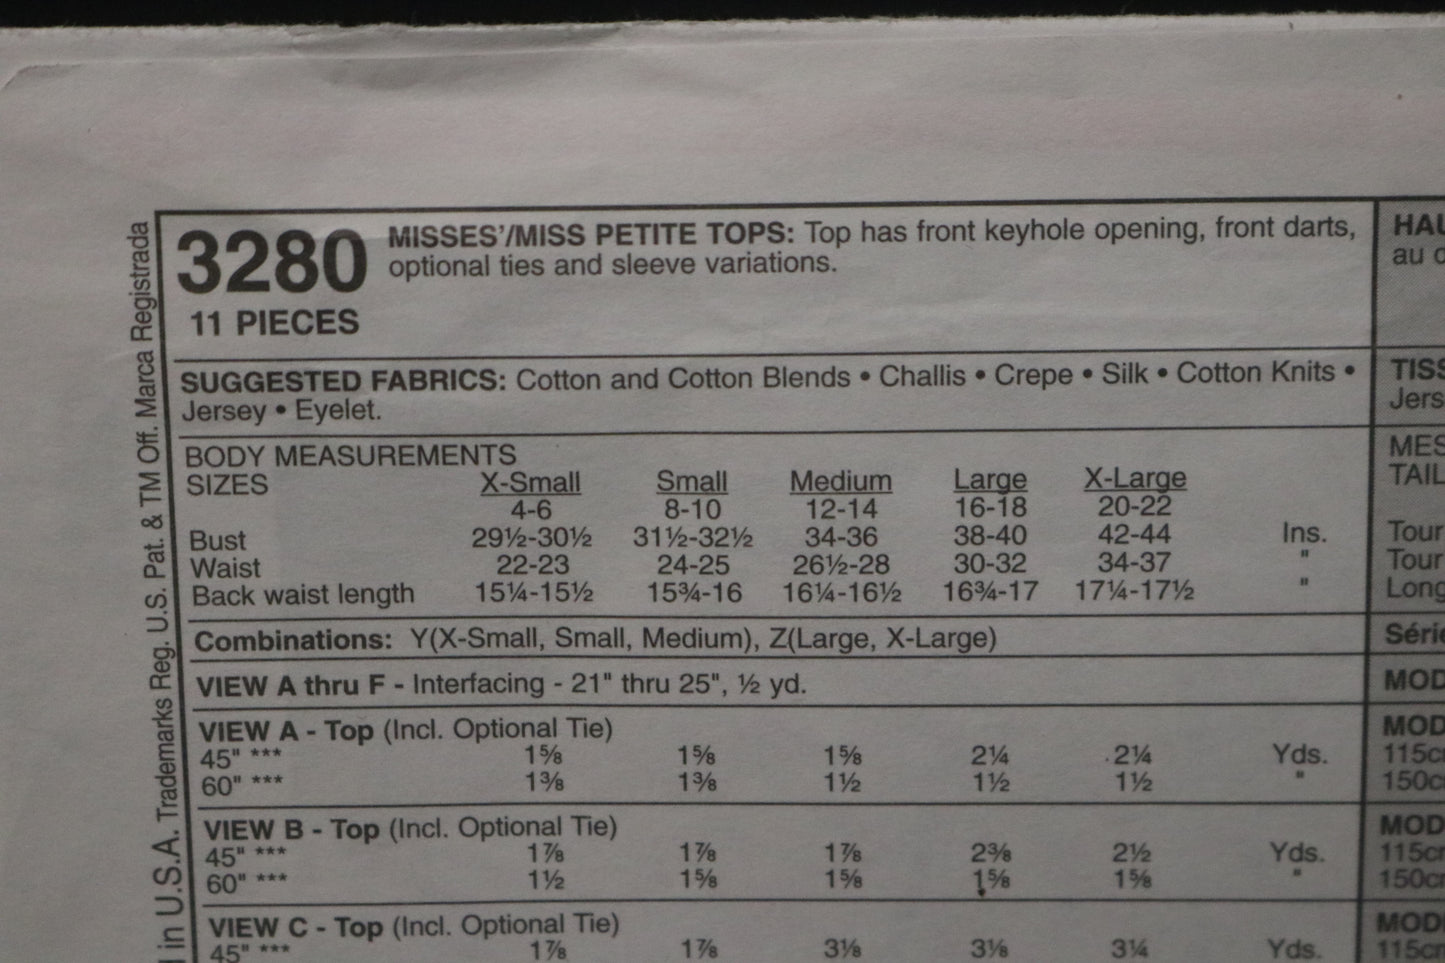 3280
11 PIECES
MISSES'/MISS PETITE TOPS: Top has front keyhole opening, front darts,
optional ties and sleeve variations.
SUGGESTED FABRICS: Cotton and Cotton Blends • Challis • Crepe • Silk • Cotton Knits •
Jersey • Eyelet.
BODY MEASUREMENTS
SIZES X-Small Small Medium Large X-Large
4-6 8-10 12-14 16-18 20-22
Bust 29½-30½ 31½-32½ 34-36 38-40 42-44 Ins.
Waist 22-23 24-25 26½-28 30-32 34-37 "
Back waist length 15¼-15½ 15¾-16 16¼-16½ 16¾-17 17¼-17½ "
Combinations: Y(X-Small, Small, Medium), Z(Large, X-Large)
VIEW A thru F - Interfacing - 21" thru 25", ½ yd.
VIEW A - Top (Incl. Optional Tie)
45" *** 1⅝ 1⅝ 1⅝ 2¼ 2¼ Yds.
60" *** 1⅜ 1⅜ 1½ 1½ 1½ "
VIEW B - Top (Incl. Optional Tie)
45" *** 1⅞ 1⅞ 1⅞ 2⅜ 2½ Yds.
60" *** 1½ 1⅝ 1⅝ 1⅝ 1⅝ "
VIEW C - Top (Incl. Optional Tie)
45" *** 1⅞ 1⅞ 3⅛ 3⅛ 3¼ Yds.
in U.S.A. Trademarks Reg. U.S. Pat. & TM Off. Marca Registrada
HAU
au c
TISS
Jers
MES
TAIL
Tour
Tour
Long
Séri
MOD
MOD
115c
150c
MOD
115c
150c
MOD
115c